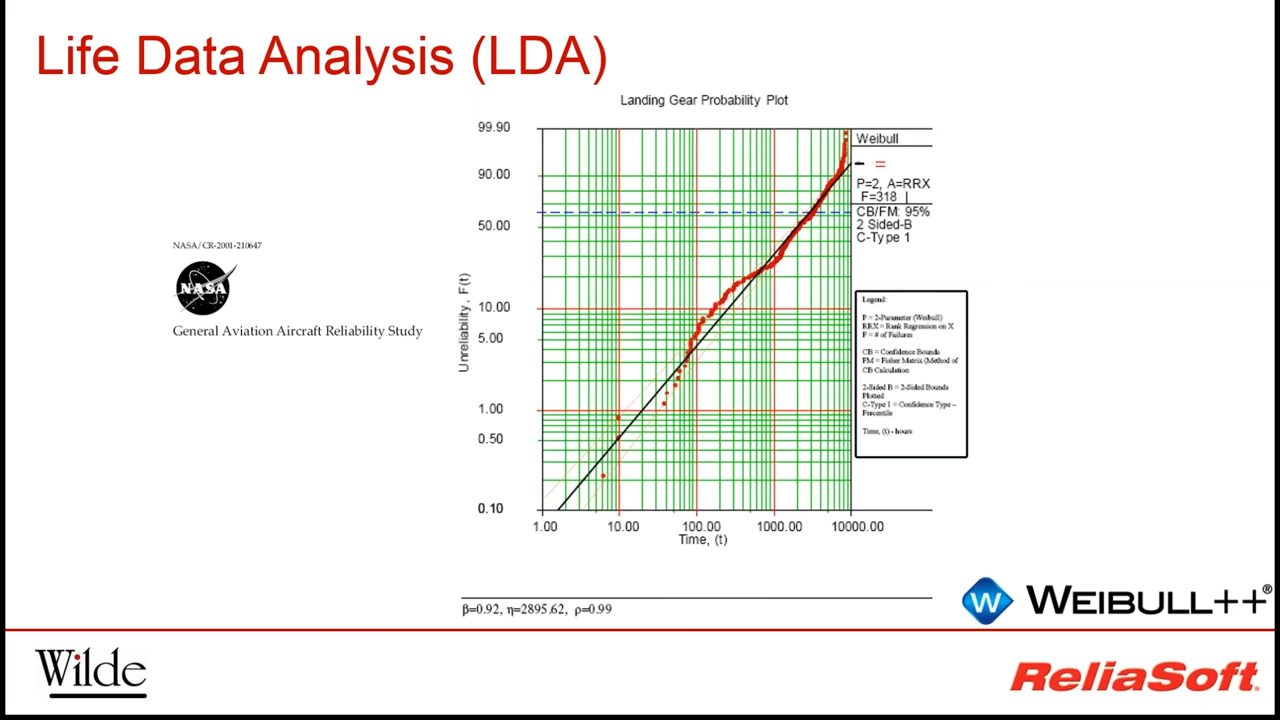 Life Data Analysis (LDA)
Landing Gear Probability Plot
99.90
90.00
50.00
10.00
5.00
1.00
0.50
0.10
Unreliability, F(t)
1.00
10.00
100.00
1000.00
10000.00
Time, (t)
Weibull
P=2, A=RRX
F=318 |
CB/FM: 95%
2 Sided-B
C-Type 1
Legend:
P = 2-Parameter (Weibull)
RRX = Rank Regression on X
F = # of Failures
CB = Confidence Bounds
FM = Fisher Matrix (Method of
CB Calculation
2-Sided B = 2-Sided Bounds
Plotted
C-Type 1 = Confidence Type –
Percentile
Time, (t) - hours
NASA/CR-2001-210647
NASA
General Aviation Aircraft Reliability Study
β=0.92, η=2895.62, ρ=0.99
W WEIBULL++®
Wilde
ReliaSoft